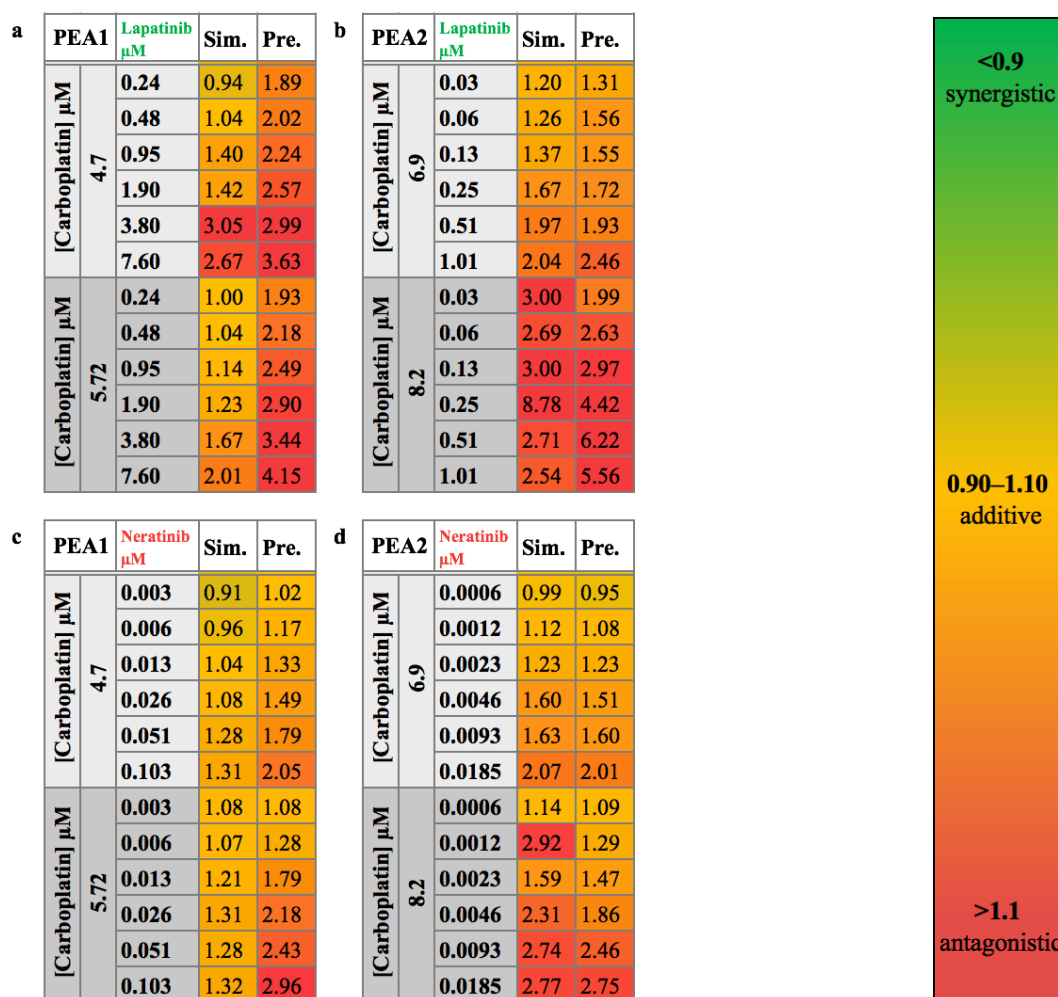 a PEA1 Lapatinib µM Sim. Pre.
[Carboplatin] µM 4.7
0.24 0.94 1.89
0.48 1.04 2.02
0.95 1.40 2.24
1.90 1.42 2.57
3.80 3.05 2.99
7.60 2.67 3.63
[Carboplatin] µM 5.72
0.24 1.00 1.93
0.48 1.04 2.18
0.95 1.14 2.49
1.90 1.23 2.90
3.80 1.67 3.44
7.60 2.01 4.15
b PEA2 Lapatinib µM Sim. Pre.
[Carboplatin] µM 6.9
0.03 1.20 1.31
0.06 1.26 1.56
0.13 1.37 1.55
0.25 1.67 1.72
0.51 1.97 1.93
1.01 2.04 2.46
[Carboplatin] µM 8.2
0.03 3.00 1.99
0.06 2.69 2.63
0.13 3.00 2.97
0.25 8.78 4.42
0.51 2.71 6.22
1.01 2.54 5.56
c PEA1 Neratinib µM Sim. Pre.
[Carboplatin] µM 4.7
0.003 0.91 1.02
0.006 0.96 1.17
0.013 1.04 1.33
0.026 1.08 1.49
0.051 1.28 1.79
0.103 1.31 2.05
[Carboplatin] µM 5.72
0.003 1.08 1.08
0.006 1.07 1.28
0.013 1.21 1.79
0.026 1.31 2.18
0.051 1.28 2.43
0.103 1.32 2.96
d PEA2 Neratinib µM Sim. Pre.
[Carboplatin] µM 6.9
0.0006 0.99 0.95
0.0012 1.12 1.08
0.0023 1.23 1.23
0.0046 1.60 1.51
0.0093 1.63 1.60
0.0185 2.07 2.01
[Carboplatin] µM 8.2
0.0006 1.14 1.09
0.0012 2.92 1.29
0.0023 1.59 1.47
0.0046 2.31 1.86
0.0093 2.74 2.46
0.0185 2.77 2.75
<0.9
synergistic
0.90–1.10
additive
>1.1
antagonistic